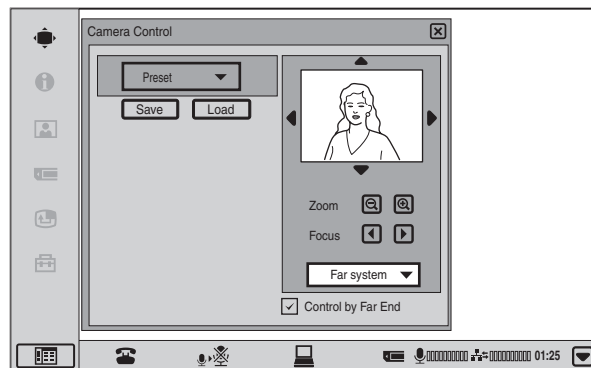 Camera Control
Preset
Save Load
Zoom
Focus
Far system
Control by Far End
01:25